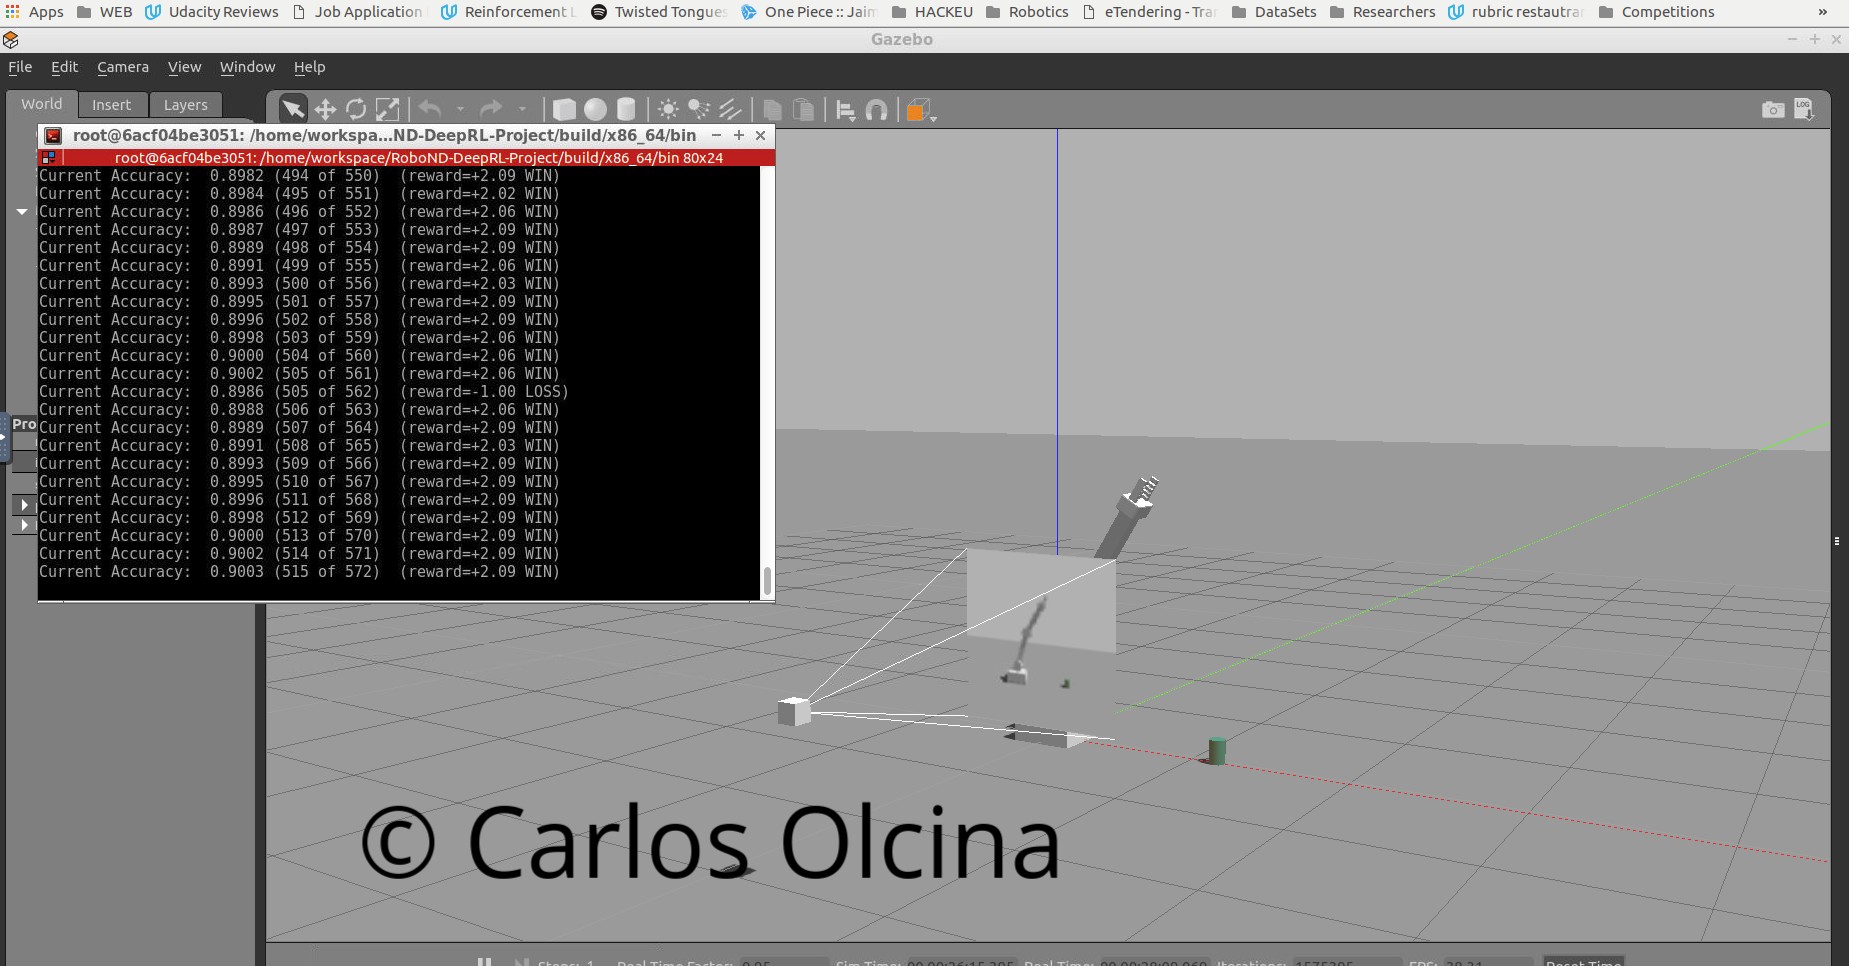 Apps WEB Udacity Reviews Job Application Reinforcement L Twisted Tongues One Piece :: Jaim HACKEU Robotics eTendering - Tra DataSets Researchers rubric restautra Competitions »
Gazebo
File Edit Camera View Window Help
World Insert Layers
LOG
root@6acf04be3051: /home/workspa...ND-DeepRL-Project/build/x86_64/bin
root@6acf04be3051: /home/workspace/RoboND-DeepRL-Project/build/x86_64/bin 80x24
Current Accuracy:  0.8982 (494 of 550)  (reward=+2.09 WIN)
Current Accuracy:  0.8984 (495 of 551)  (reward=+2.02 WIN)
Current Accuracy:  0.8986 (496 of 552)  (reward=+2.06 WIN)
Current Accuracy:  0.8987 (497 of 553)  (reward=+2.09 WIN)
Current Accuracy:  0.8989 (498 of 554)  (reward=+2.09 WIN)
Current Accuracy:  0.8991 (499 of 555)  (reward=+2.06 WIN)
Current Accuracy:  0.8993 (500 of 556)  (reward=+2.03 WIN)
Current Accuracy:  0.8995 (501 of 557)  (reward=+2.09 WIN)
Current Accuracy:  0.8996 (502 of 558)  (reward=+2.09 WIN)
Current Accuracy:  0.8998 (503 of 559)  (reward=+2.06 WIN)
Current Accuracy:  0.9000 (504 of 560)  (reward=+2.06 WIN)
Current Accuracy:  0.9002 (505 of 561)  (reward=+2.06 WIN)
Current Accuracy:  0.8986 (505 of 562)  (reward=-1.00 LOSS)
Current Accuracy:  0.8988 (506 of 563)  (reward=+2.06 WIN)
Current Accuracy:  0.8989 (507 of 564)  (reward=+2.09 WIN)
Current Accuracy:  0.8991 (508 of 565)  (reward=+2.03 WIN)
Current Accuracy:  0.8993 (509 of 566)  (reward=+2.09 WIN)
Current Accuracy:  0.8995 (510 of 567)  (reward=+2.09 WIN)
Current Accuracy:  0.8996 (511 of 568)  (reward=+2.09 WIN)
Current Accuracy:  0.8998 (512 of 569)  (reward=+2.09 WIN)
Current Accuracy:  0.9000 (513 of 570)  (reward=+2.09 WIN)
Current Accuracy:  0.9002 (514 of 571)  (reward=+2.09 WIN)
Current Accuracy:  0.9003 (515 of 572)  (reward=+2.09 WIN)
Pro
© Carlos Olcina
Steps: 1 Real Time Factor: Sim Time: Real Time: Iterations: FPS: Reset Time